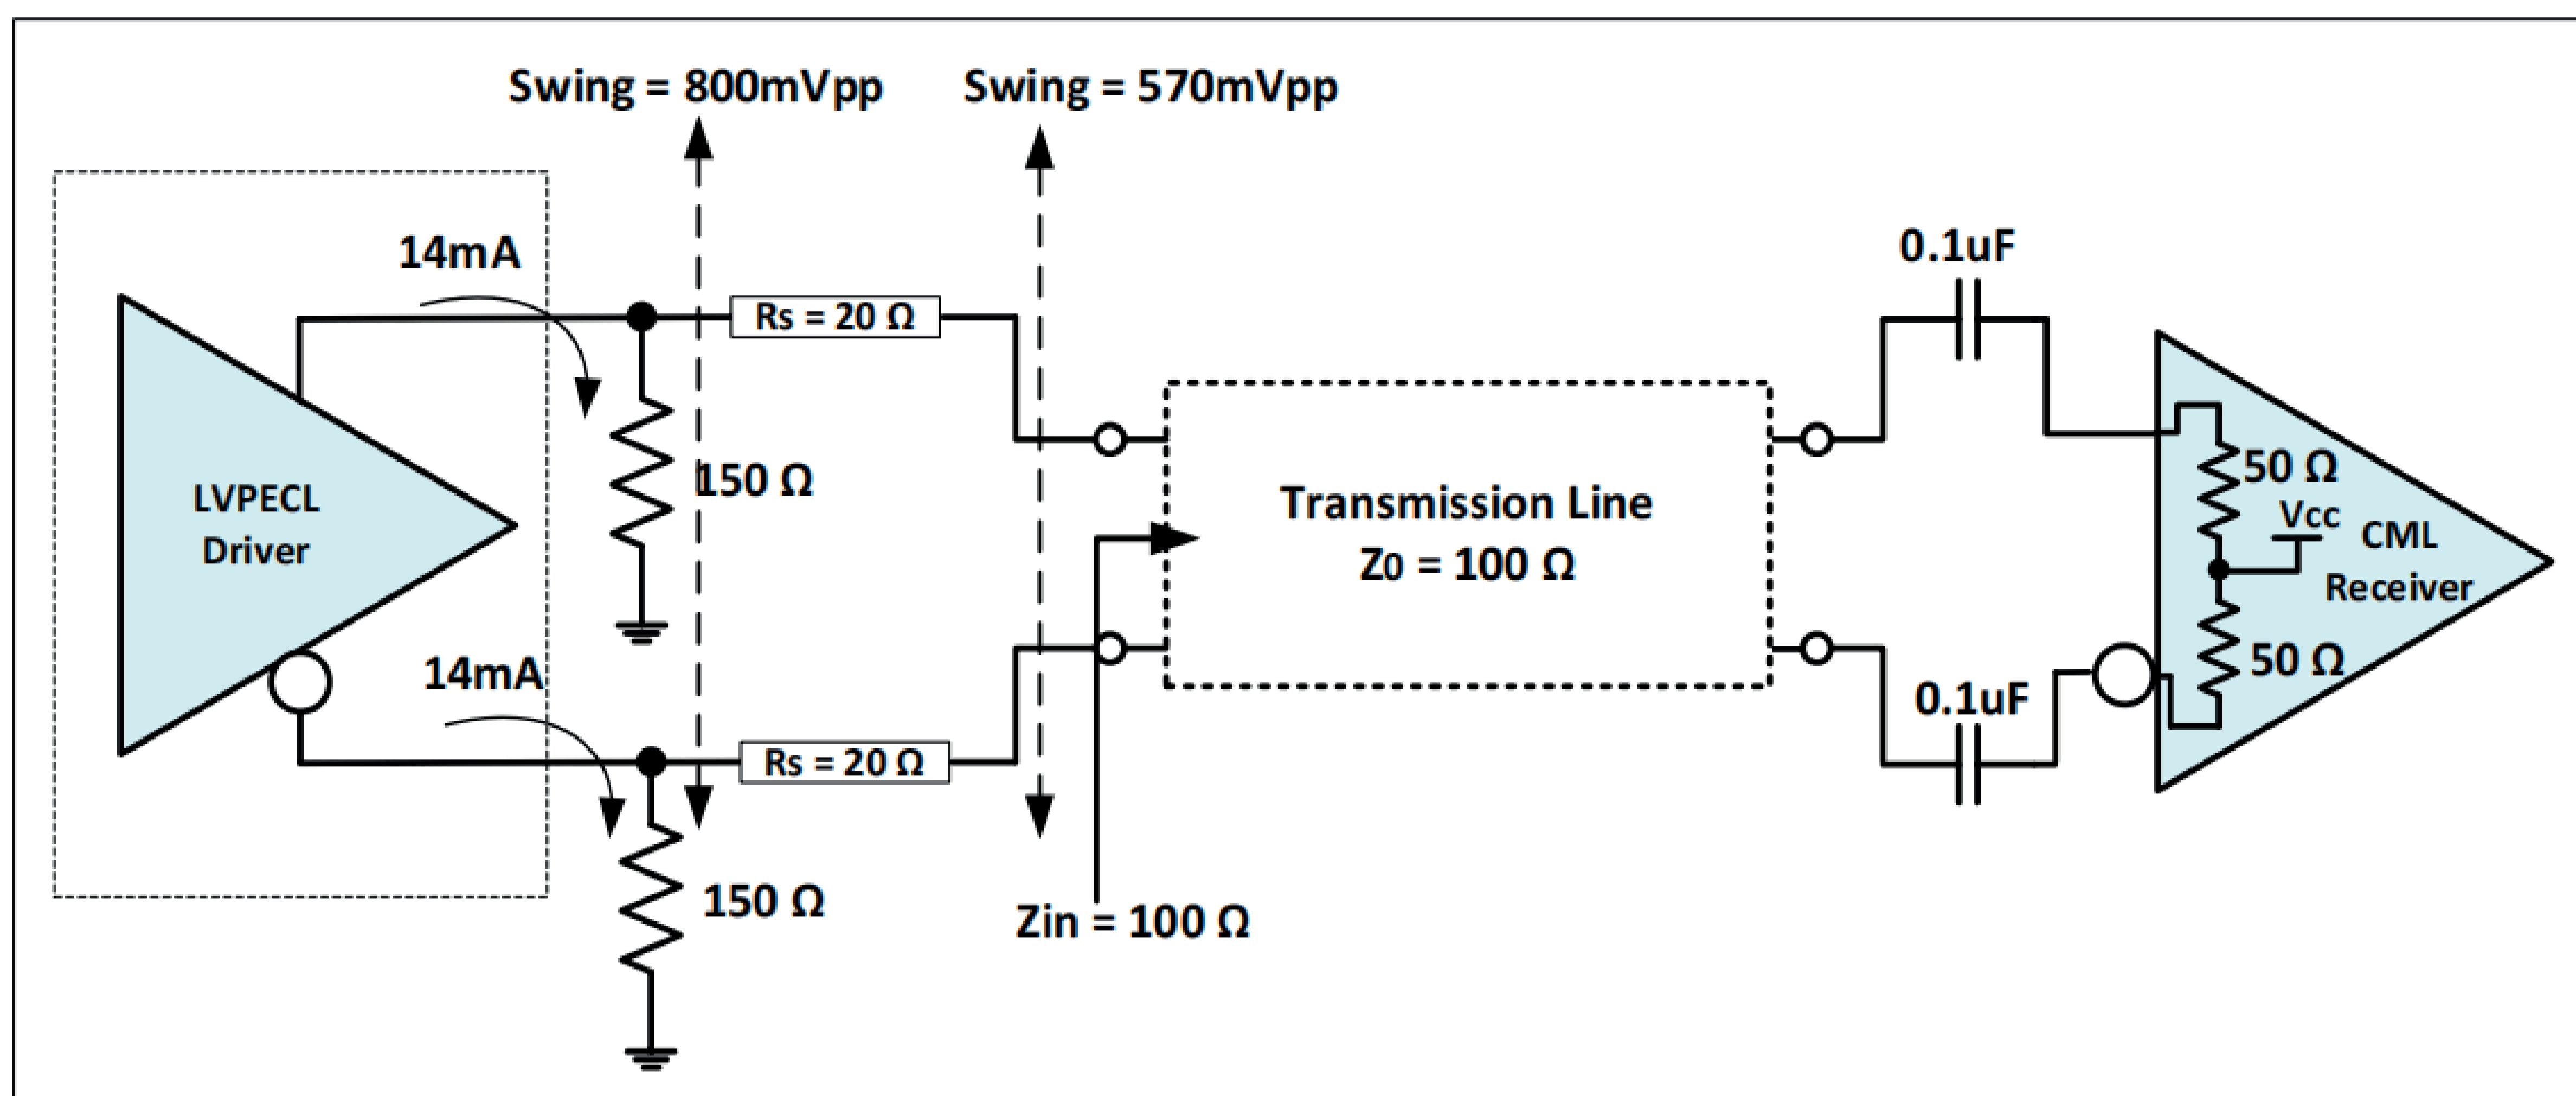 Swing = 800mVpp
Swing = 570mVpp
14mA
0.1uF
Rs = 20 Ω
150 Ω
LVPECL
Driver
Transmission Line
Z0 = 100 Ω
50 Ω
Vcc
CML
Receiver
50 Ω
14mA
0.1uF
Rs = 20 Ω
150 Ω
Zin = 100 Ω